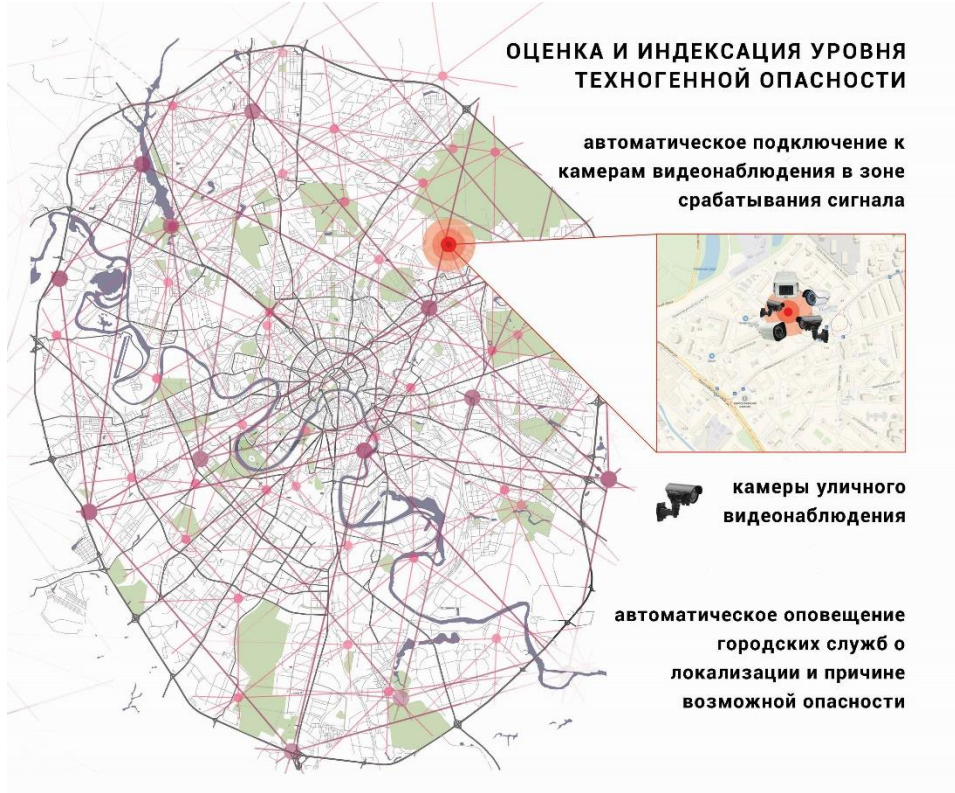 ОЦЕНКА И ИНДЕКСАЦИЯ УРОВНЯ
ТЕХНОГЕННОЙ ОПАСНОСТИ
автоматическое подключение к
камерам видеонаблюдения в зоне
срабатывания сигнала
камеры уличного
видеонаблюдения
автоматическое оповещение
городских служб о
локализации и причине
возможной опасности